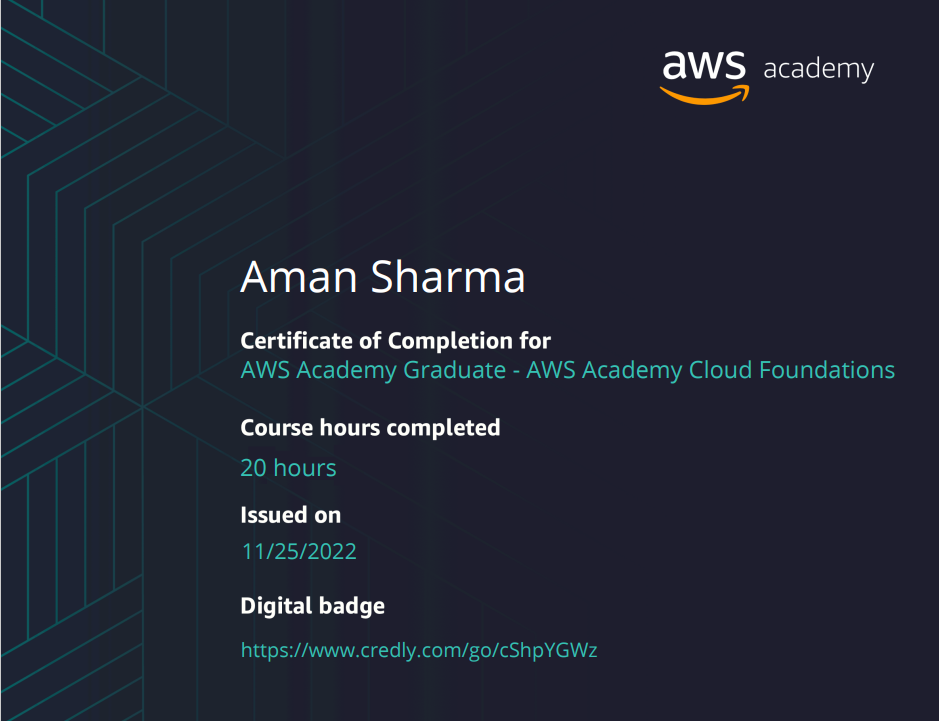 aws academy
Aman Sharma
Certificate of Completion for
AWS Academy Graduate - AWS Academy Cloud Foundations
Course hours completed
20 hours
Issued on
11/25/2022
Digital badge
https://www.credly.com/go/cShpYGWz